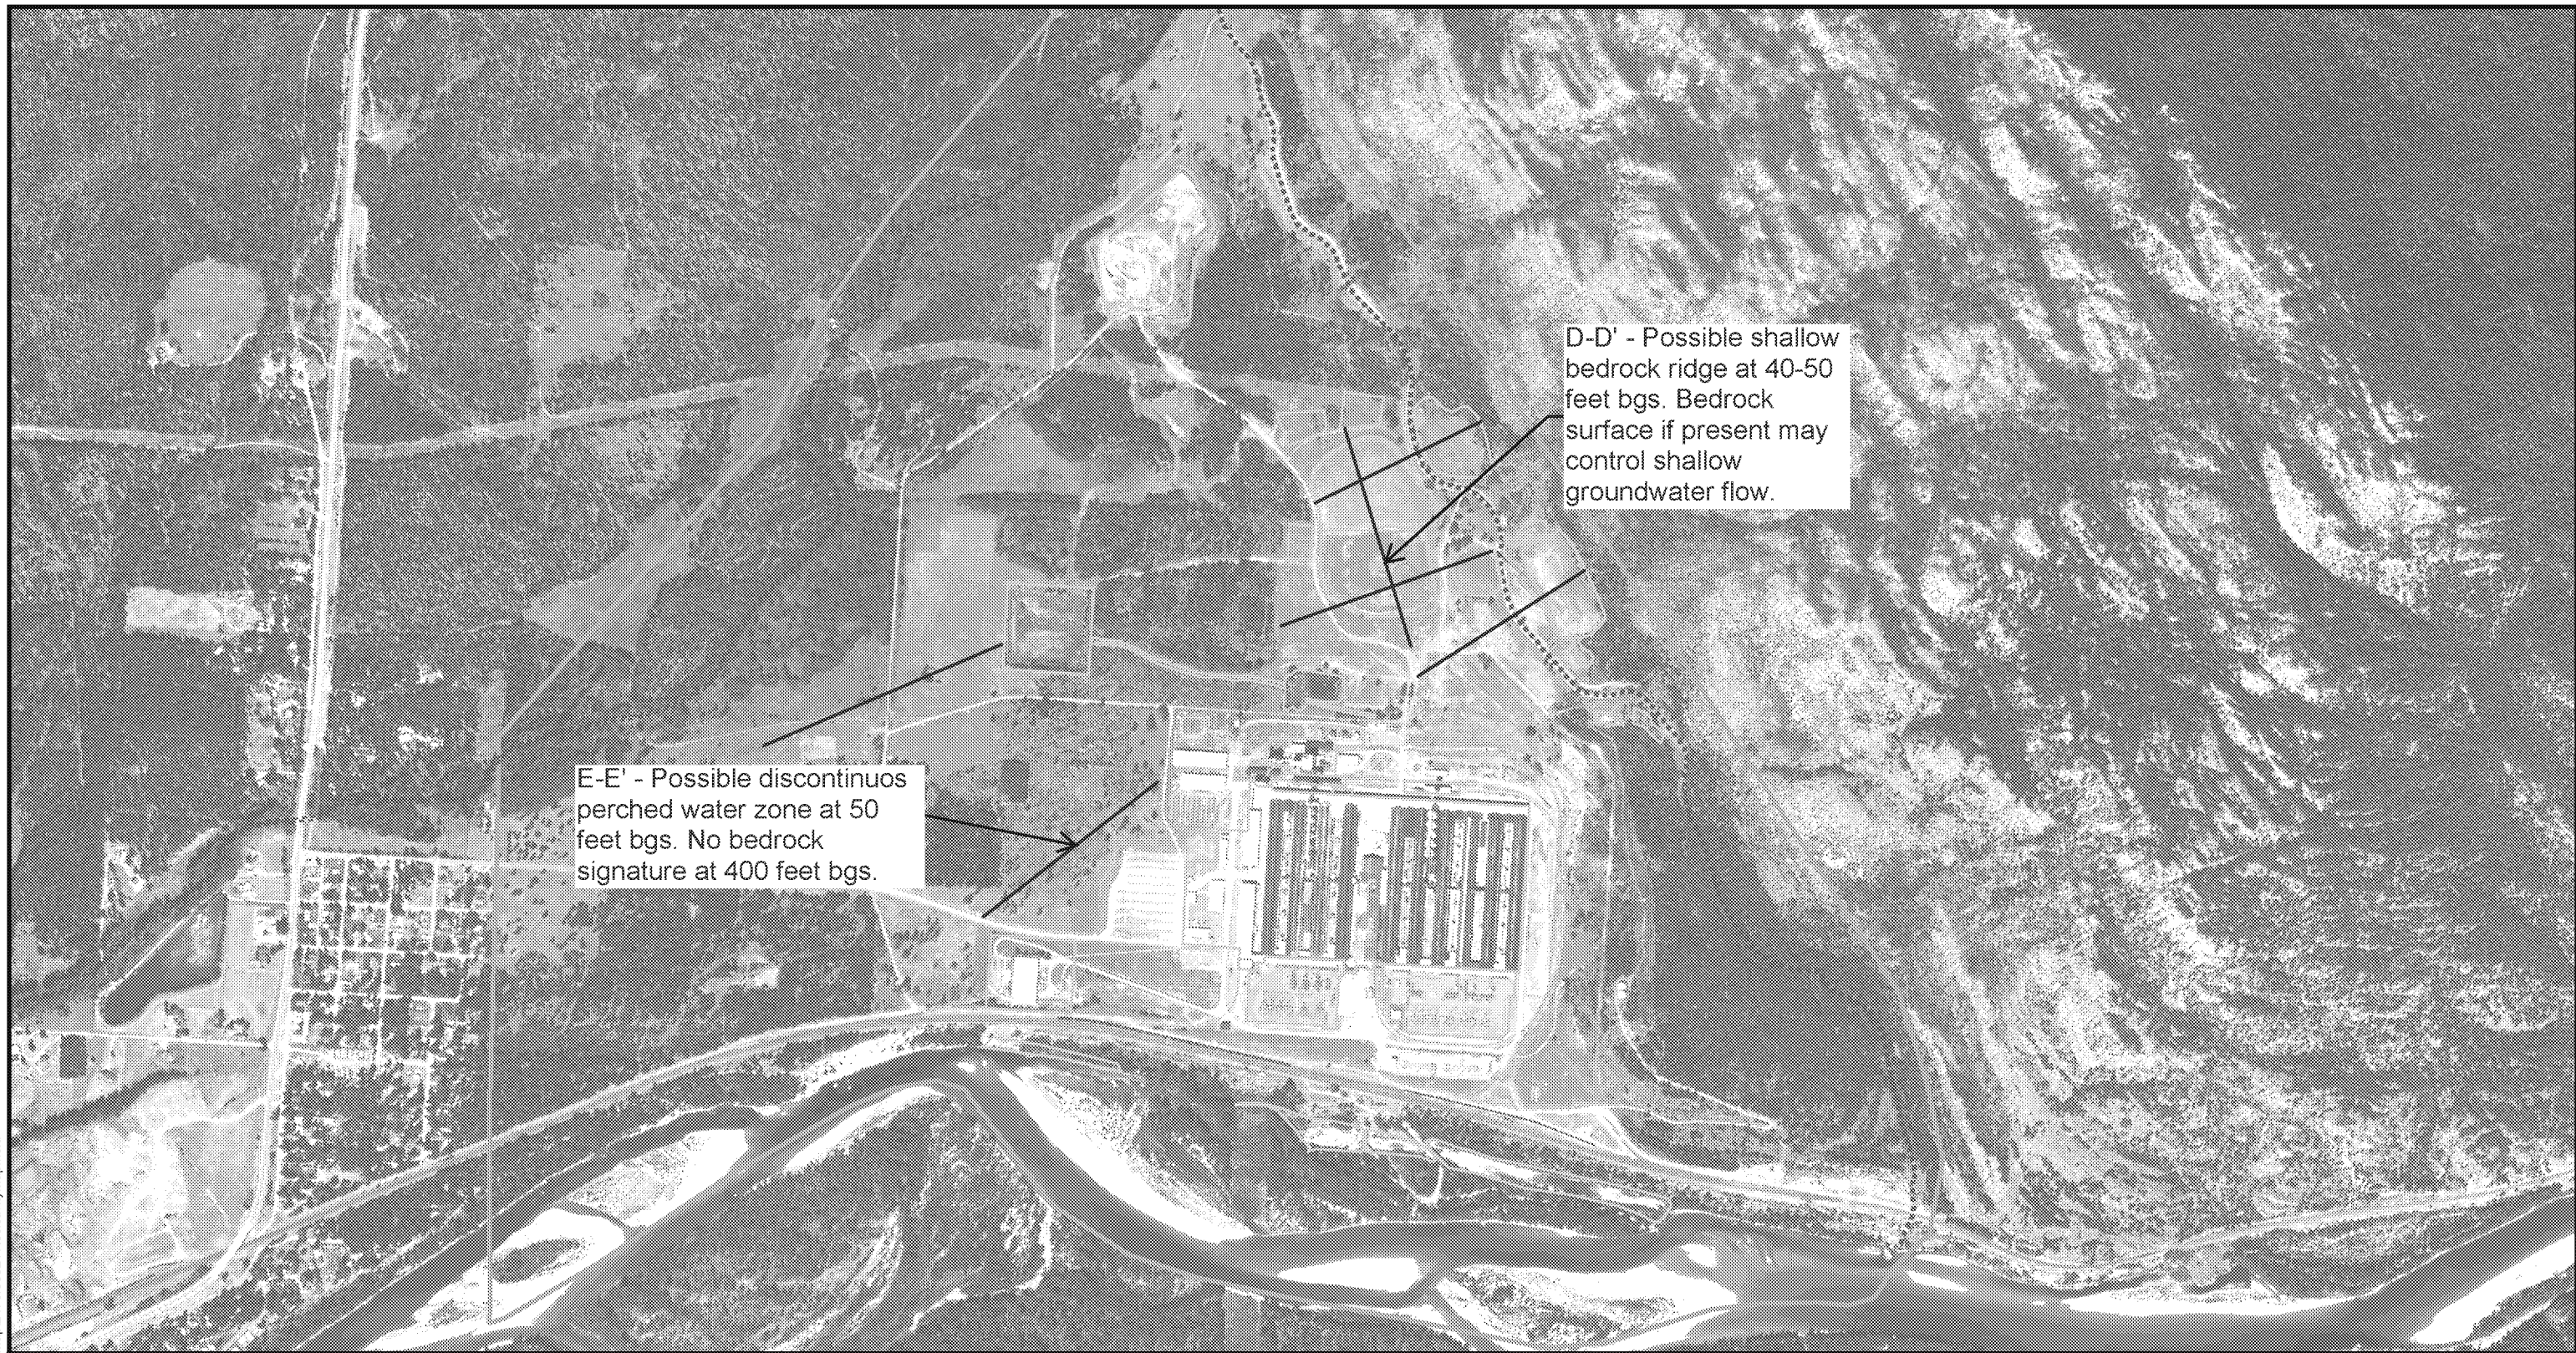 D-D' - Possible shallow
bedrock ridge at 40-50
feet bgs. Bedrock
surface if present may
control shallow
groundwater flow.
E-E' - Possible discontinuos
perched water zone at 50
feet bgs. No bedrock
signature at 400 feet bgs.